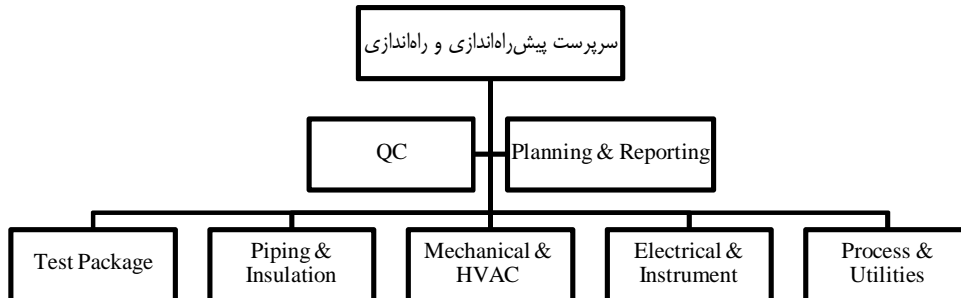 سرپرست پیش‌راه‌اندازی و راه‌اندازی
QC
Planning & Reporting
Test Package
Piping &
Insulation
Mechanical &
HVAC
Electrical &
Instrument
Process &
Utilities